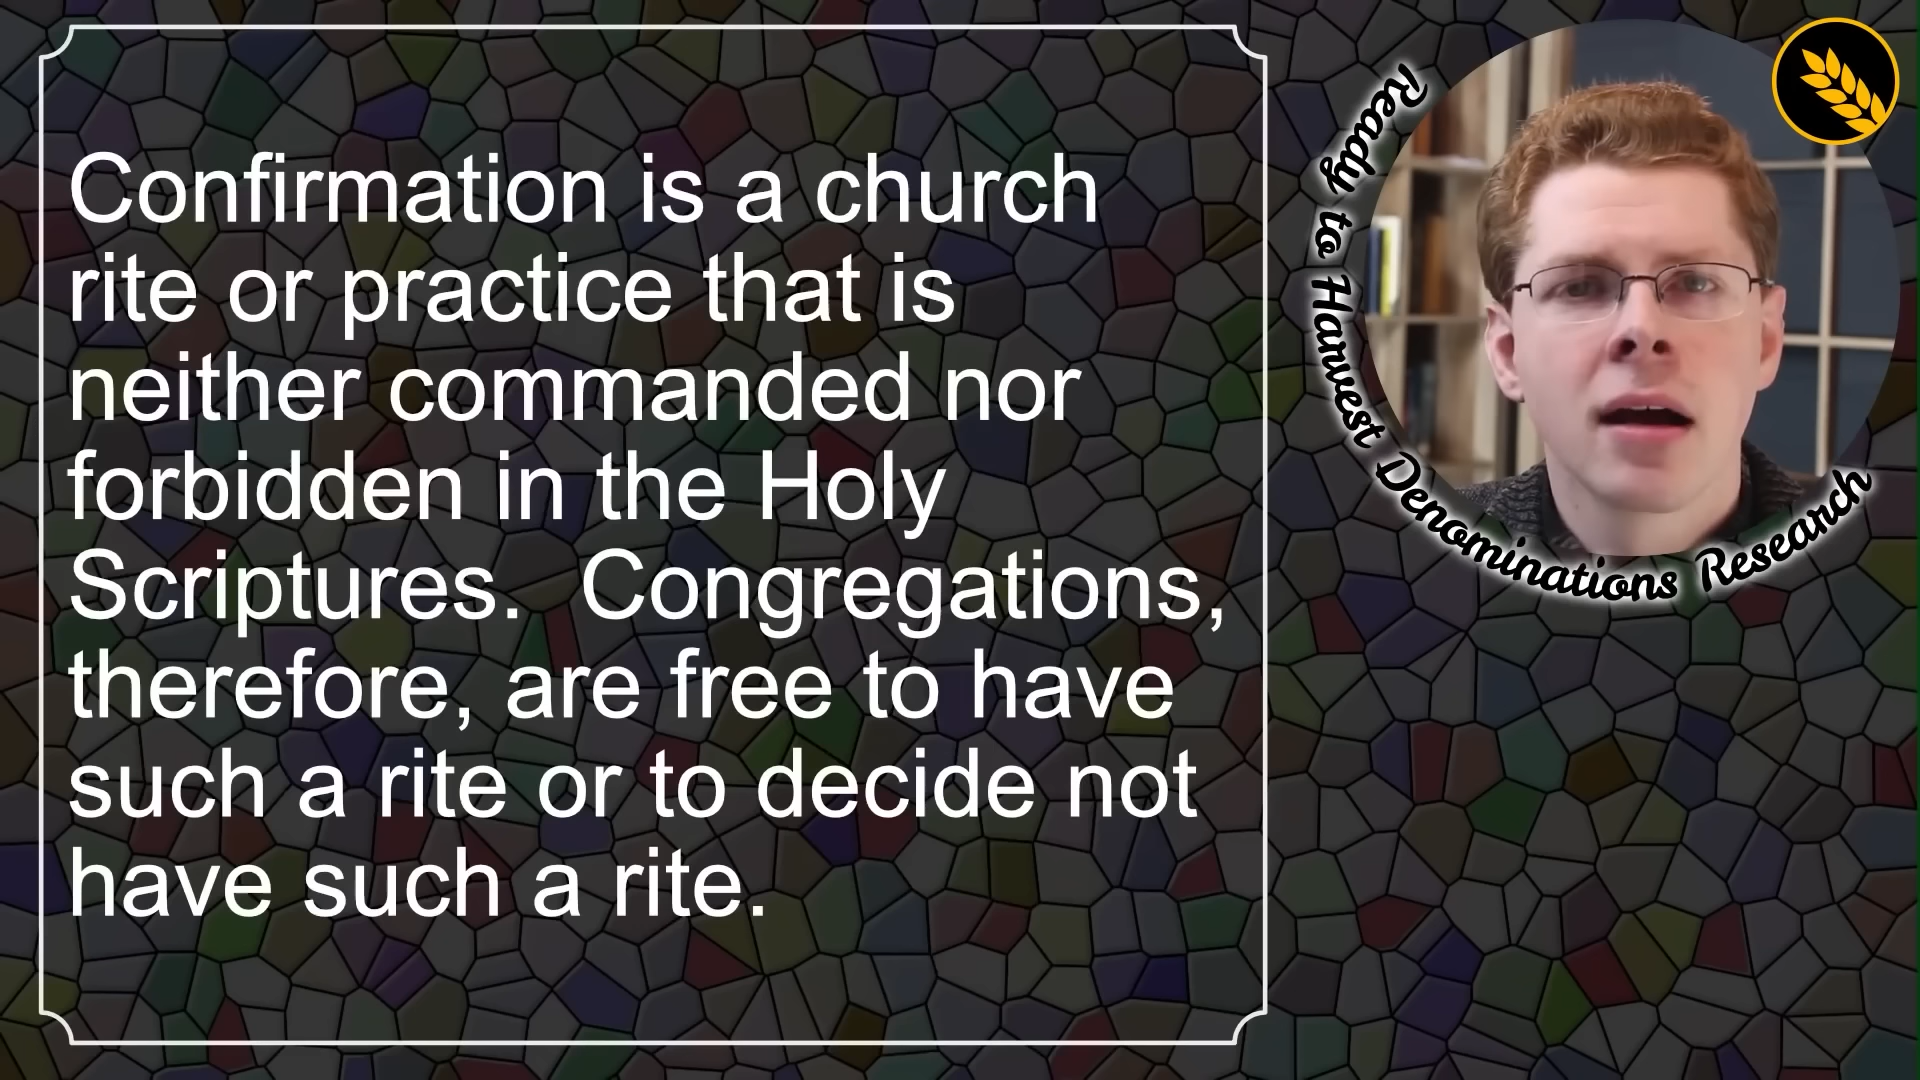 Confirmation is a church
rite or practice that is
neither commanded nor
forbidden in the Holy
Scriptures.  Congregations,
therefore, are free to have
such a rite or to decide not
have such a rite.
Ready to Harvest Denominations Research